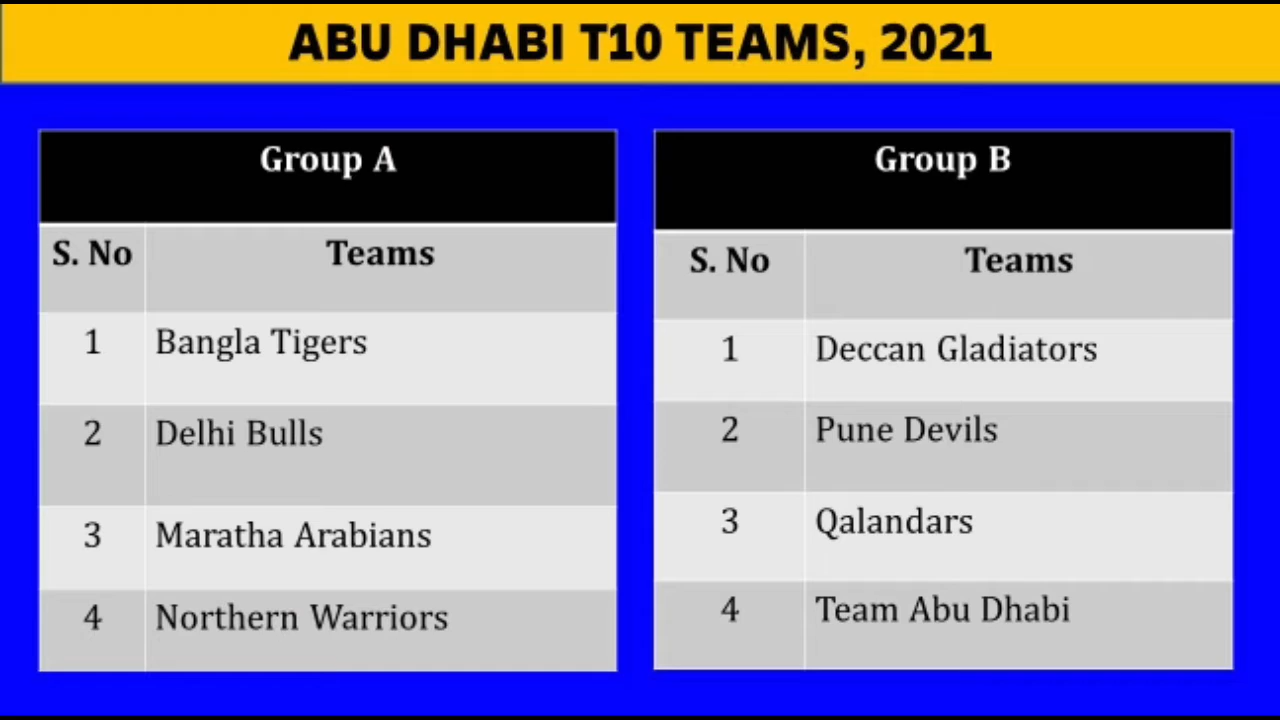 ABU DHABI T10 TEAMS, 2021
Group A
S. No Teams
1 Bangla Tigers
2 Delhi Bulls
3 Maratha Arabians
4 Northern Warriors
Group B
S. No Teams
1 Deccan Gladiators
2 Pune Devils
3 Qalandars
4 Team Abu Dhabi